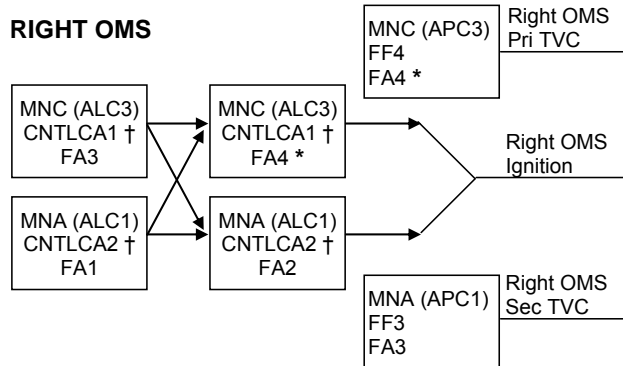 RIGHT OMS
MNC (APC3)
FF4
FA4 *
Right OMS
Pri TVC
MNC (ALC3)
CNTLCA1 †
FA3
MNC (ALC3)
CNTLCA1 †
FA4 *
Right OMS
Ignition
MNA (ALC1)
CNTLCA2 †
FA1
MNA (ALC1)
CNTLCA2 †
FA2
MNA (APC1)
FF3
FA3
Right OMS
Sec TVC